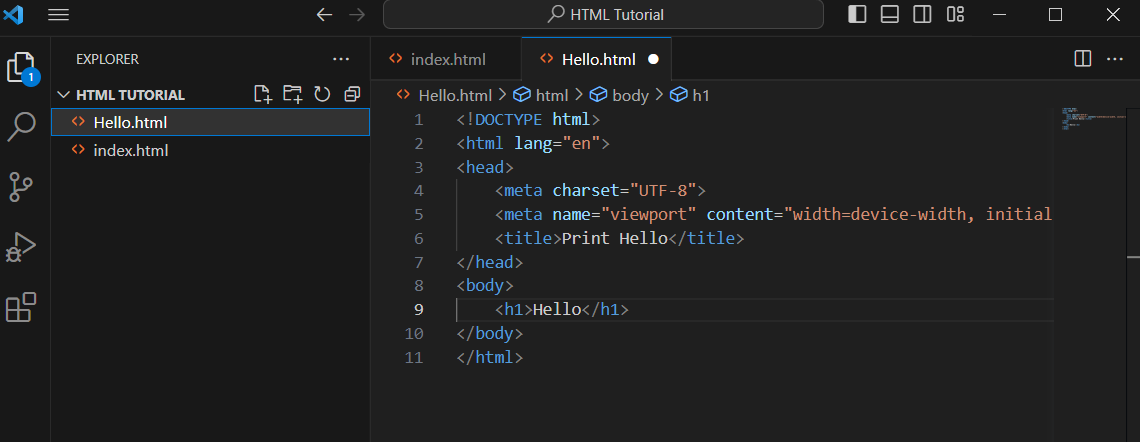 HTML Tutorial
EXPLORER
index.html
Hello.html
1
HTML TUTORIAL
Hello.html
index.html
Hello.html > html > body > h1
1 <!DOCTYPE html>
2 <html lang="en">
3 <head>
4 <meta charset="UTF-8">
5 <meta name="viewport" content="width=device-width, initial
6 <title>Print Hello</title>
7 </head>
8 <body>
9 <h1>Hello</h1>
10 </body>
11 </html>